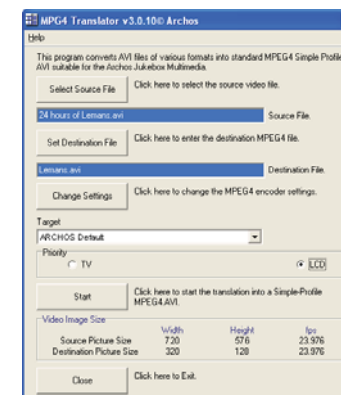 MPG4 Translator v3.0.10© Archos
Help
This program converts AVI files of various formats into standard MPEG4 Simple Profile
AVI suitable for the Archos Jukebox Multimedia.
Select Source File Click here to select the source video file.
24 hours of Lemans.avi Source File.
Set Destination File Click here to enter the destination MPEG4 file.
Lemans.avi Destination File.
Change Settings Click here to change the MPEG4 encoder settings.
Target
ARCHOS Default
Priority
TV LCD
Start Click here to start the translation into a Simple-Profile
MPEG4 AVI.
Video Image Size
Width Height fps
Source Picture Size 720 576 23.976
Destination Picture Size 320 128 23.976
Close Click here to Exit.